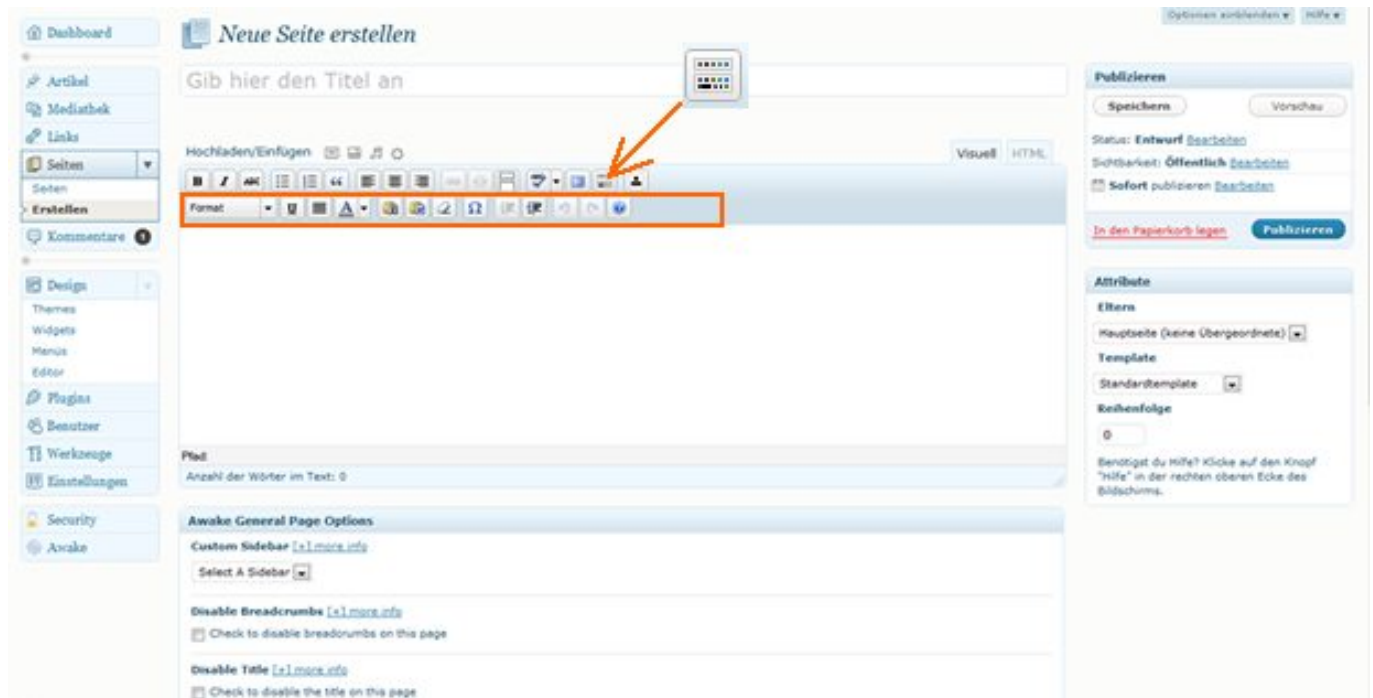 Optionen einblenden
Hilfe
Dashboard
Artikel
Mediathek
Links
Seiten
Seiten
Erstellen
Kommentare 1
Design
Themes
Widgets
Menüs
Editor
Plugins
Benutzer
Werkzeuge
Einstellungen
Security
Awake
Neue Seite erstellen
Gib hier den Titel an
Hochladen/Einfügen
Visuell HTML
B I ABC
Format U A Ω
Pfad
Anzahl der Wörter im Text: 0
Awake General Page Options
Custom Sidebar [+] more info
Select A Sidebar
Disable Breadcrumbs [+] more info
Check to disable breadcrumbs on this page
Disable Title [+] more info
Check to disable the title on this page
Publizieren
Speichern Vorschau
Status: Entwurf Bearbeiten
Sichtbarkeit: Öffentlich Bearbeiten
Sofort publizieren Bearbeiten
In den Papierkorb legen Publizieren
Attribute
Eltern
Hauptseite (keine Übergeordnete)
Template
Standardtemplate
Reihenfolge
0
Benötigst du Hilfe? Klicke auf den Knopf
"Hilfe" in der rechten oberen Ecke des
Bildschirms.